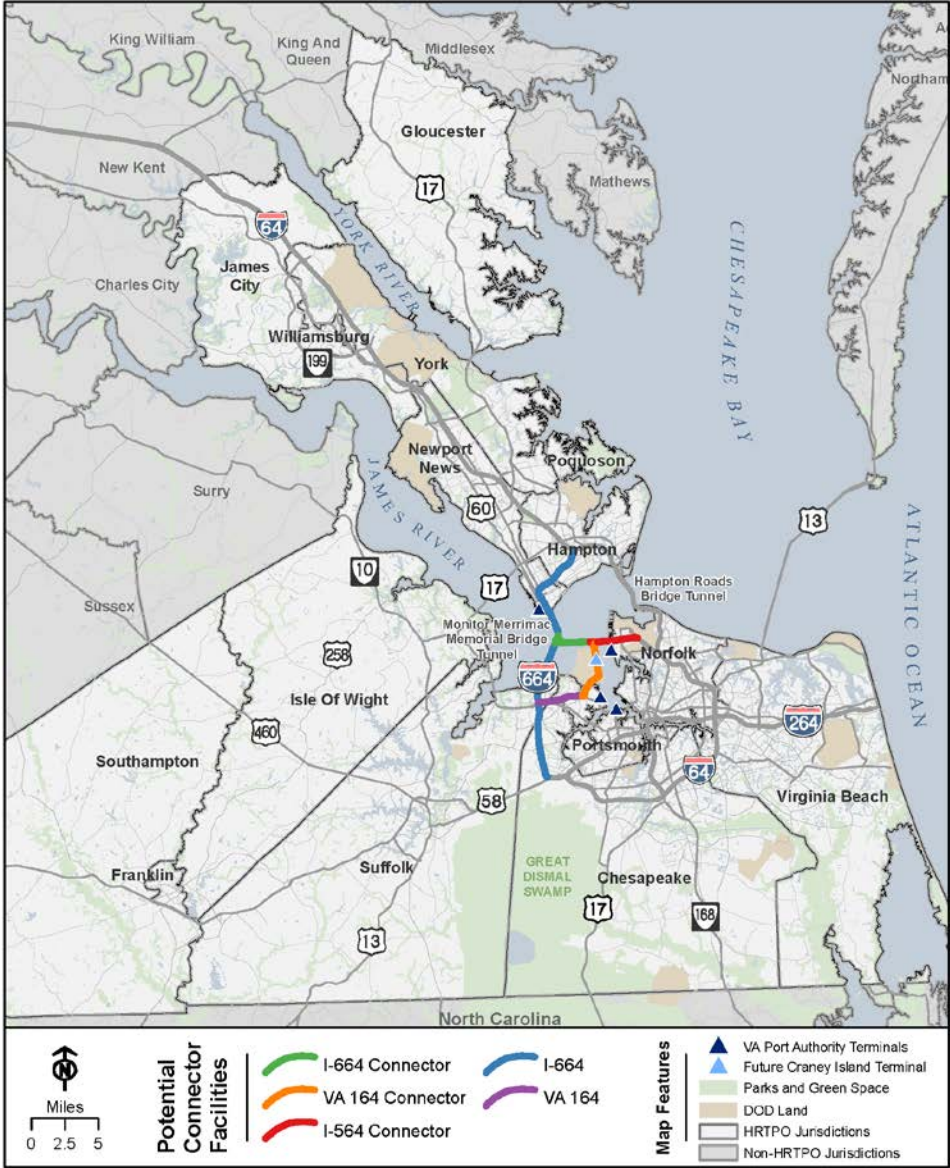 King William
King And
Queen
Middlesex
A
Northam
Gloucester
17
New Kent
Mathews
64
YORK RIVER
CHESAPEAKE BAY
James
City
Charles City
Williamsburg
199
York
Newport
News
Poquoson
Surry
60
JAMES RIVER
13
ATLANTIC OCEAN
Hampton
10
17
Hampton Roads
Bridge Tunnel
Sussex
Monitor Merrimac
Memorial Bridge
Tunnel
258
Norfolk
664
Isle Of Wight
460
264
Portsmouth
Southampton
64
58
Virginia Beach
GREAT
DISMAL
SWAMP
Franklin
Suffolk
Chesapeake
17
168
13
North Carolina
N
Miles
0 2.5 5
Potential
Connector
Facilities
I-664 Connector
VA 164 Connector
I-564 Connector
I-664
VA 164
Map Features
VA Port Authority Terminals
Future Craney Island Terminal
Parks and Green Space
DOD Land
HRTPO Jurisdictions
Non-HRTPO Jurisdictions